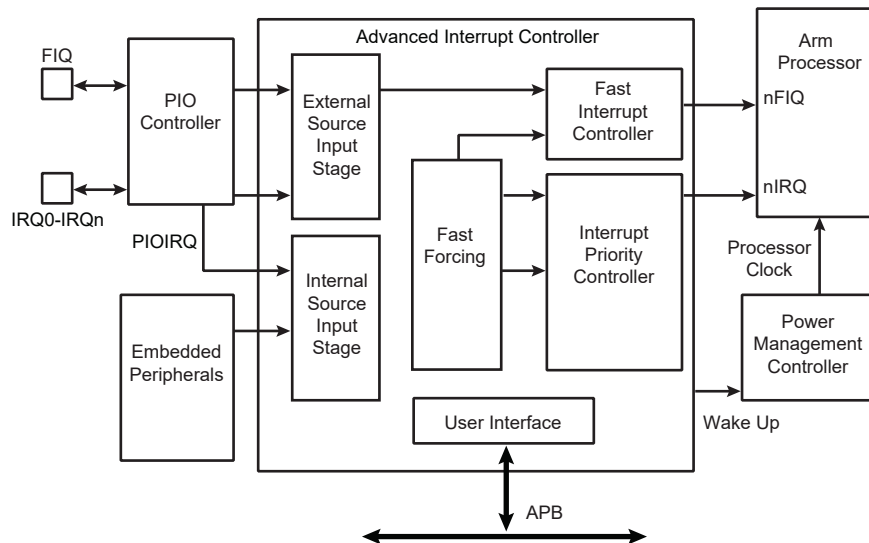 Advanced Interrupt Controller
FIQ
PIO
Controller
IRQ0-IRQn
PIOIRQ
Embedded
Peripherals
External
Source
Input
Stage
Internal
Source
Input
Stage
Fast
Forcing
Fast
Interrupt
Controller
Interrupt
Priority
Controller
User Interface
Arm
Processor
nFIQ
nIRQ
Processor
Clock
Power
Management
Controller
Wake Up
APB